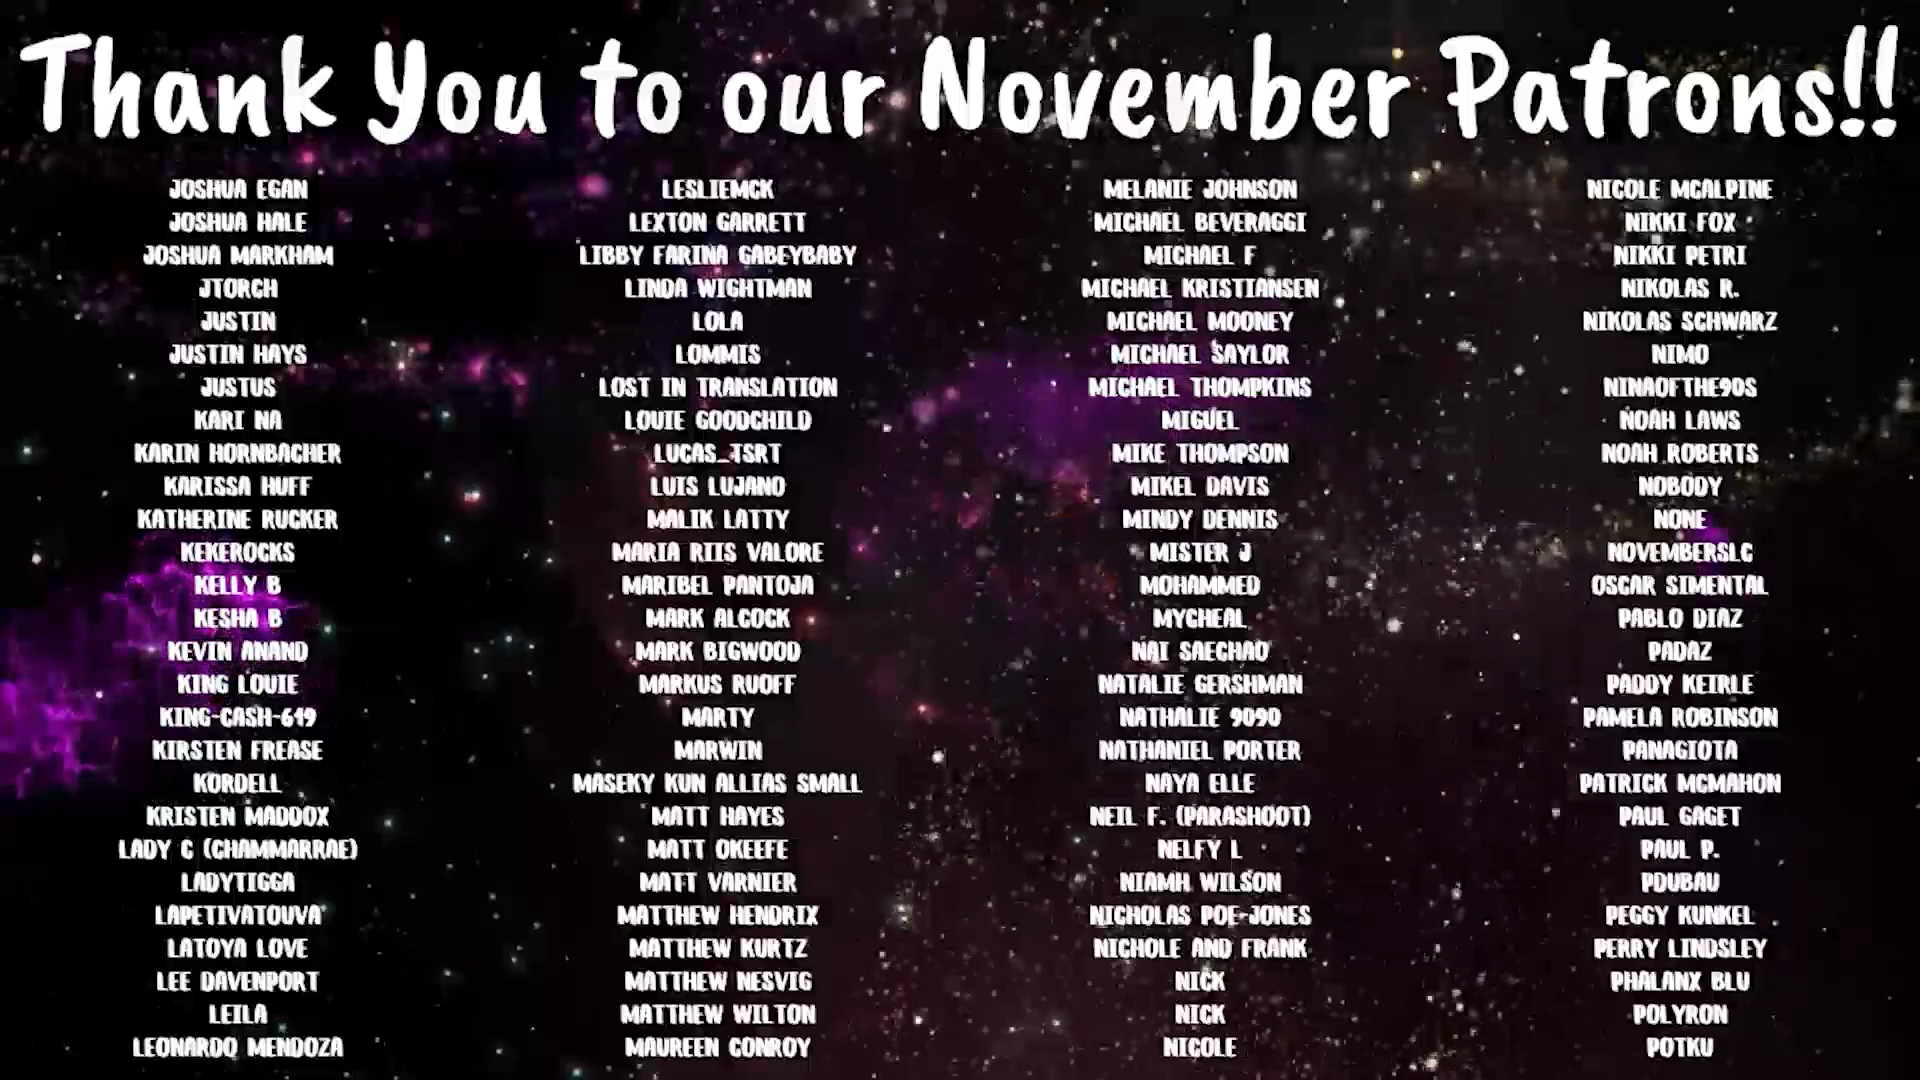 Thank You to our November Patrons!!
JOSHUA EGAN
JOSHUA HALE
JOSHUA MARKHAM
JTORCH
JUSTIN
JUSTIN HAYS
JUSTUS
KARI NA
KARIN HORNBACHER
KARISSA HUFF
KATHERINE RUCKER
KEKEROCKS
KELLY B
KESHA B
KEVIN ANAND
KING LOUIE
KING-CASH-619
KIRSTEN FREASE
KORDELL
KRISTEN MADDOX
LADY C (CHAMMARRAE)
LADYTIGGA
LAPETIVATOUVA'
LATOYA LOVE
LEE DAVENPORT
LEILA
LEONARDO MENDOZA
LESLIEMCK
LEXTON GARRETT
LIBBY FARINA GABEYBABY
LINDA WIGHTMAN
LOLA
LOMMIS
LOST IN TRANSLATION
LOUIE GOODCHILD
LUCAS_TSRT
LUIS LUJANO
MALIK LATTY
MARIA RIIS VALORE
MARIBEL PANTOJA
MARK ALCOCK
MARK BIGWOOD
MARKUS RUOFF
MARTY
MARWIN
MASEKY KUN ALLIAS SMALL
MATT HAYES
MATT OKEEFE
MATT VARNIER
MATTHEW HENDRIX
MATTHEW KURTZ
MATTHEW NESVIG
MATTHEW WILTON
MAUREEN CONROY
MELANIE JOHNSON
MICHAEL BEVERAGGI
MICHAEL F
MICHAEL KRISTIANSEN
MICHAEL MOONEY
MICHAEL SAYLOR
MICHAEL THOMPKINS
MIGUEL
MIKE THOMPSON
MIKEL DAVIS
MINDY DENNIS
MISTER J
MOHAMMED
MYCHEAL
NAI SAECHAO
NATALIE GERSHMAN
NATHALIE 9090
NATHANIEL PORTER
NAYA ELLE
NEIL F. (PARASHOOT)
NELFY L
NIAMH WILSON
NICHOLAS POE-JONES
NICHOLE AND FRANK
NICK
NICK
NICOLE
NICOLE MCALPINE
NIKKI FOX
NIKKI PETRI
NIKOLAS R.
NIKOLAS SCHWARZ
NIMO
NINAOFTHE90S
NOAH LAWS
NOAH ROBERTS
NOBODY
NONE
NOVEMBERSLC
OSCAR SIMENTAL
PABLO DIAZ
PADAZ
PADDY KEIRLE
PAMELA ROBINSON
PANAGIOTA
PATRICK MCMAHON
PAUL GAGET
PAUL P.
PDUBAU
PEGGY KUNKEL
PERRY LINDSLEY
PHALANX BLU
POLYRON
POTKU